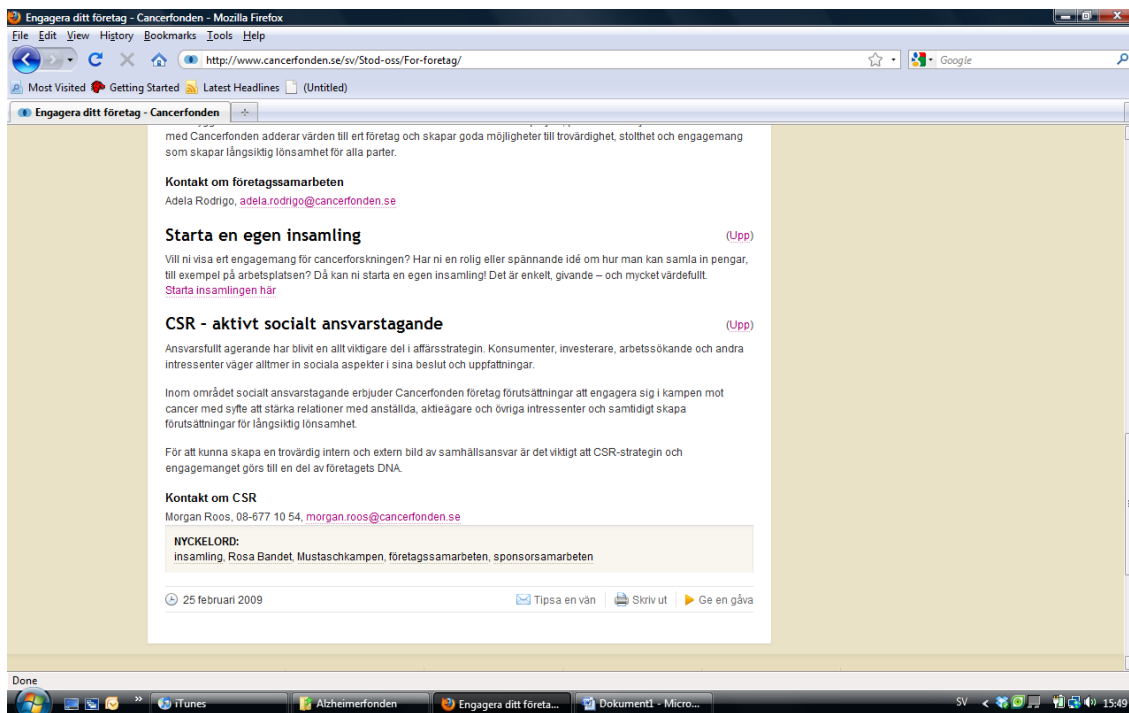 Engagera ditt företag - Cancerfonden - Mozilla Firefox
File Edit View History Bookmarks Tools Help
http://www.cancerfonden.se/sv/Stod-oss/For-foretag/
Google
Most Visited Getting Started Latest Headlines (Untitled)
Engagera ditt företag - Cancerfonden
med Cancerfonden adderar värden till ert företag och skapar goda möjligheter till trovärdighet, stolthet och engagemang
som skapar långsiktig lönsamhet för alla parter.
Kontakt om företagssamarbeten
Adela Rodrigo, adela.rodrigo@cancerfonden.se
Starta en egen insamling (Upp)
Vill ni visa ert engagemang för cancerforskningen? Har ni en rolig eller spännande idé om hur man kan samla in pengar,
till exempel på arbetsplatsen? Då kan ni starta en egen insamling! Det är enkelt, givande – och mycket värdefullt.
Starta insamlingen här
CSR - aktivt socialt ansvarstagande (Upp)
Ansvarsfullt agerande har blivit en allt viktigare del i affärsstrategin. Konsumenter, investerare, arbetssökande och andra
intressenter väger alltmer in sociala aspekter i sina beslut och uppfattningar.
Inom området socialt ansvarstagande erbjuder Cancerfonden företag förutsättningar att engagera sig i kampen mot
cancer med syfte att stärka relationer med anställda, aktieägare och övriga intressenter och samtidigt skapa
förutsättningar för långsiktig lönsamhet.
För att kunna skapa en trovärdig intern och extern bild av samhällsansvar är det viktigt att CSR-strategin och
engagemanget görs till en del av företagets DNA.
Kontakt om CSR
Morgan Roos, 08-677 10 54, morgan.roos@cancerfonden.se
NYCKELORD:
insamling, Rosa Bandet, Mustaschkampen, företagssamarbeten, sponsorsamarbeten
25 februari 2009 Tipsa en vän Skriv ut Ge en gåva
Done
iTunes Alzheimerfonden Engagera ditt företa... Dokument1 - Micro... SV 15:49